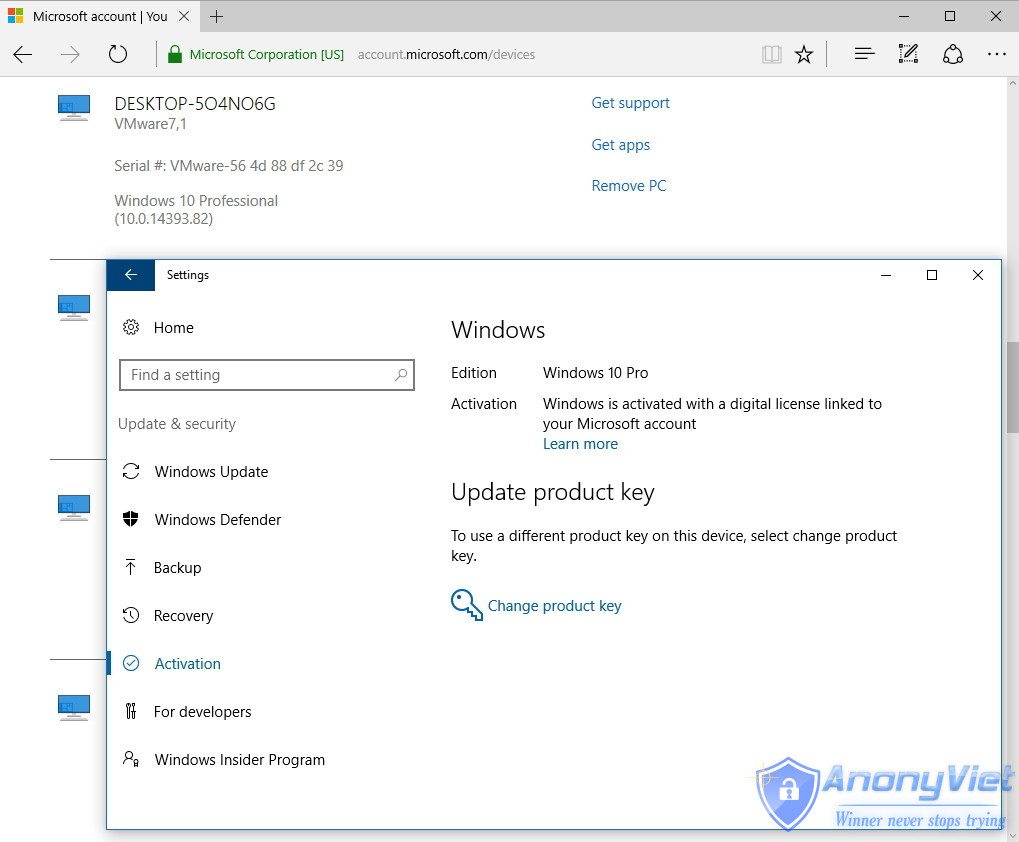 Microsoft account | You
Microsoft Corporation [US] account.microsoft.com/devices
DESKTOP-5O4NO6G
VMware7,1
Serial #: VMware-56 4d 88 df 2c 39
Windows 10 Professional
(10.0.14393.82)
Get support
Get apps
Remove PC
Settings
Home
Find a setting
Update & security
Windows Update
Windows Defender
Backup
Recovery
Activation
For developers
Windows Insider Program
Windows
Edition Windows 10 Pro
Activation Windows is activated with a digital license linked to
your Microsoft account
Learn more
Update product key
To use a different product key on this device, select change product
key.
Change product key
AnonyViet
Winner never stops trying